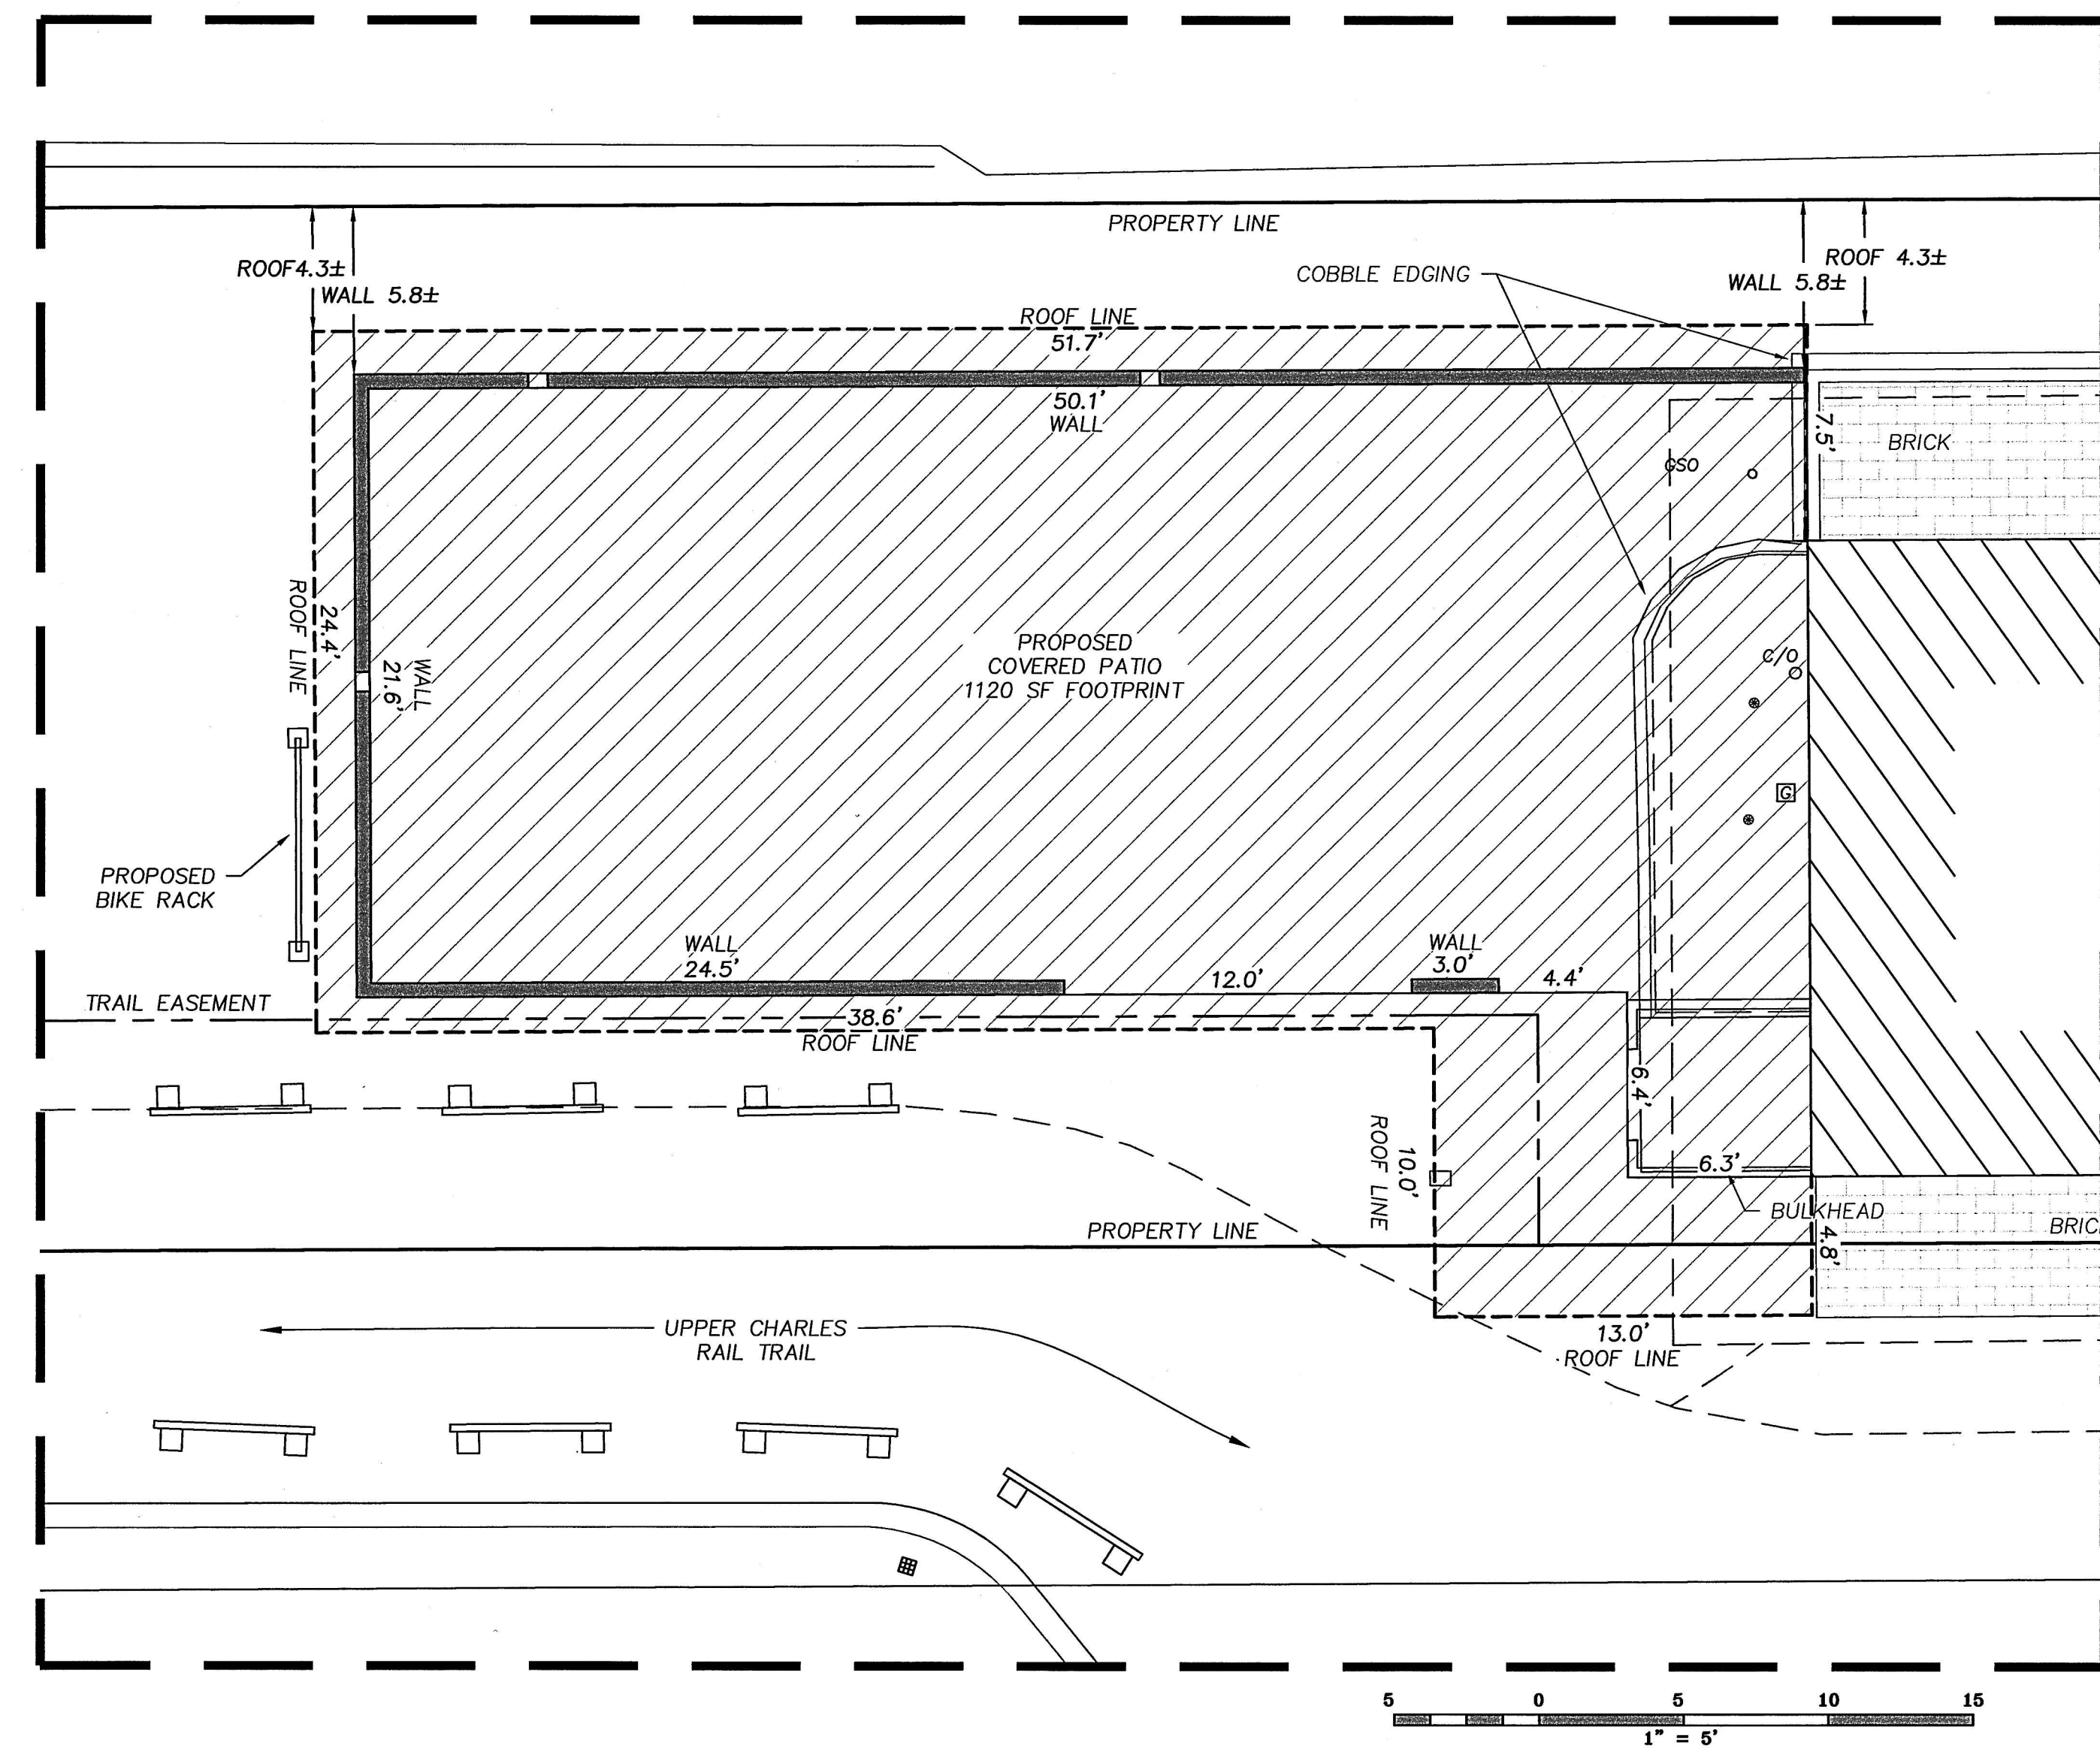 PROPERTY LINE
ROOF4.3±
WALL 5.8±
COBBLE EDGING
ROOF 4.3±
WALL 5.8±
ROOF LINE
51.7'
50.1'
WALL
7.5'
BRICK
GSO
ROOF LINE
24.4'
WALL
21.6'
PROPOSED
COVERED PATIO
1120 SF FOOTPRINT
C/O
G
PROPOSED
BIKE RACK
WALL
24.5'
12.0'
WALL
3.0'
4.4'
TRAIL EASEMENT
38.6'
ROOF LINE
6.4'
10.0'
ROOF LINE
6.3'
BULKHEAD
4.8'
BRIC
PROPERTY LINE
UPPER CHARLES
RAIL TRAIL
13.0'
ROOF LINE
5 0 5 10 15
1" = 5'